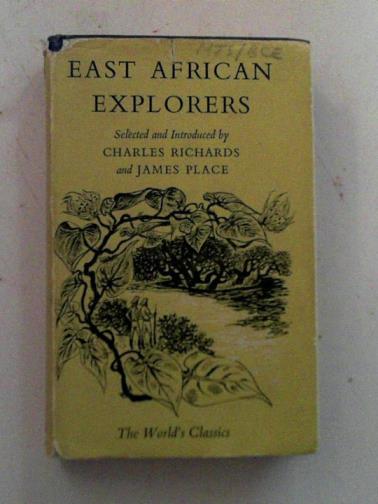 EAST AFRICAN
EXPLORERS
Selected and Introduced by
CHARLES RICHARDS
and JAMES PLACE
The World's Classics